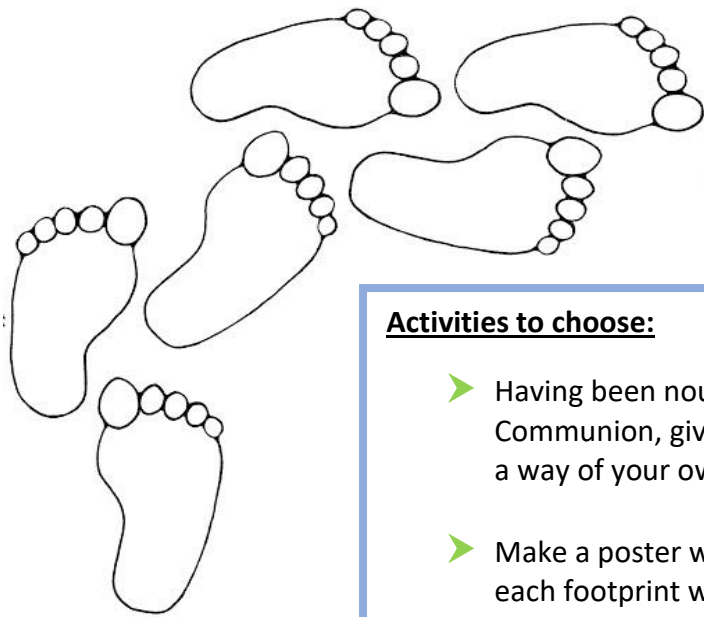 Activities to choose:
Having been nou
Communion, giv
a way of your ow
Make a poster w
each footprint w